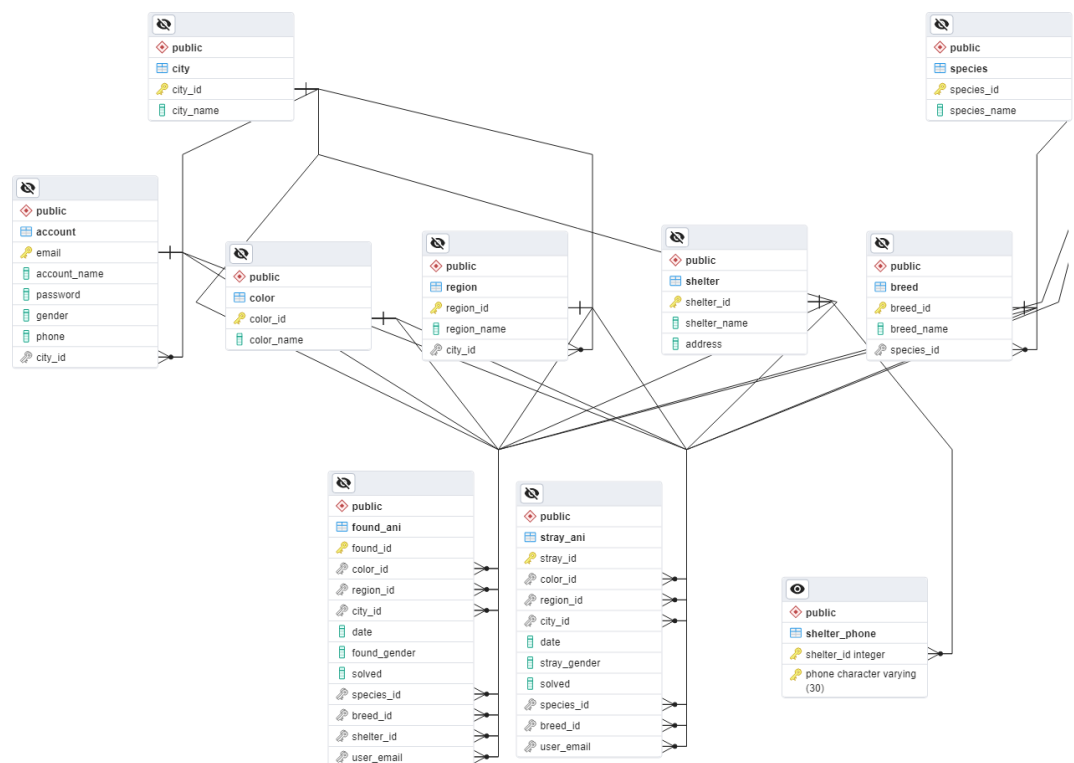 public
city
city_id
city_name
public
species
species_id
species_name
public
account
email
account_name
password
gender
phone
city_id
public
color
color_id
color_name
public
region
region_id
region_name
city_id
public
shelter
shelter_id
shelter_name
address
public
breed
breed_id
breed_name
species_id
public
found_ani
found_id
color_id
region_id
city_id
date
found_gender
solved
species_id
breed_id
shelter_id
user_email
public
stray_ani
stray_id
color_id
region_id
city_id
date
stray_gender
solved
species_id
breed_id
user_email
public
shelter_phone
shelter_id integer
phone character varying
(30)